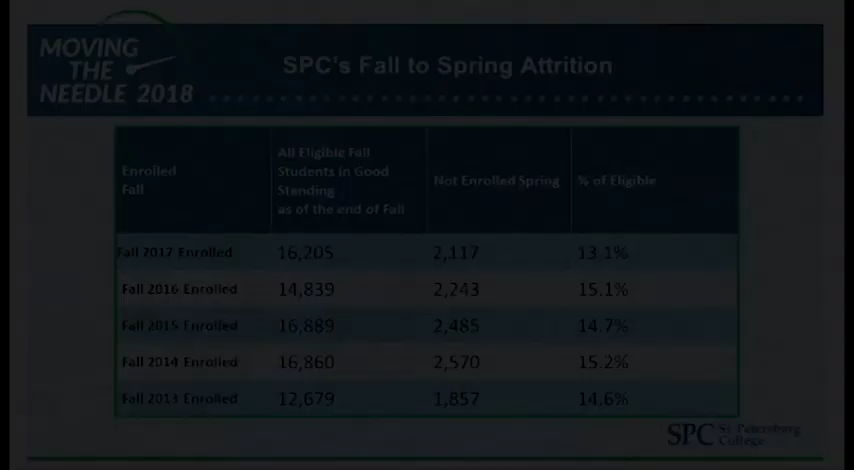 MOVING
THE
NEEDLE 2018
SPC's Fall to Spring Attrition
Enrolled
Fall
All Eligible Fall
Students in Good
Standing
as of the end of Fall
Not Enrolled Spring
% of Eligible
Fall 2017 Enrolled 16,205 2,117 13.1%
Fall 2016 Enrolled 14,839 2,243 15.1%
Fall 2015 Enrolled 16,889 2,485 14.7%
Fall 2014 Enrolled 16,860 2,570 15.2%
Fall 2013 Enrolled 12,679 1,857 14.6%
SPC St. Petersburg
College